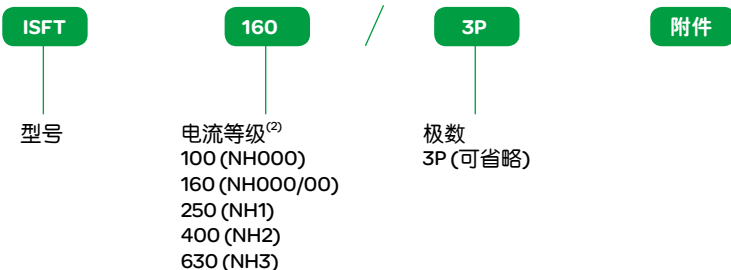 ISFT 160 / 3P 附件
型号
电流等级(2)
100 (NH000)
160 (NH000/00)
250 (NH1)
400 (NH2)
630 (NH3)
极数
3P (可省略)